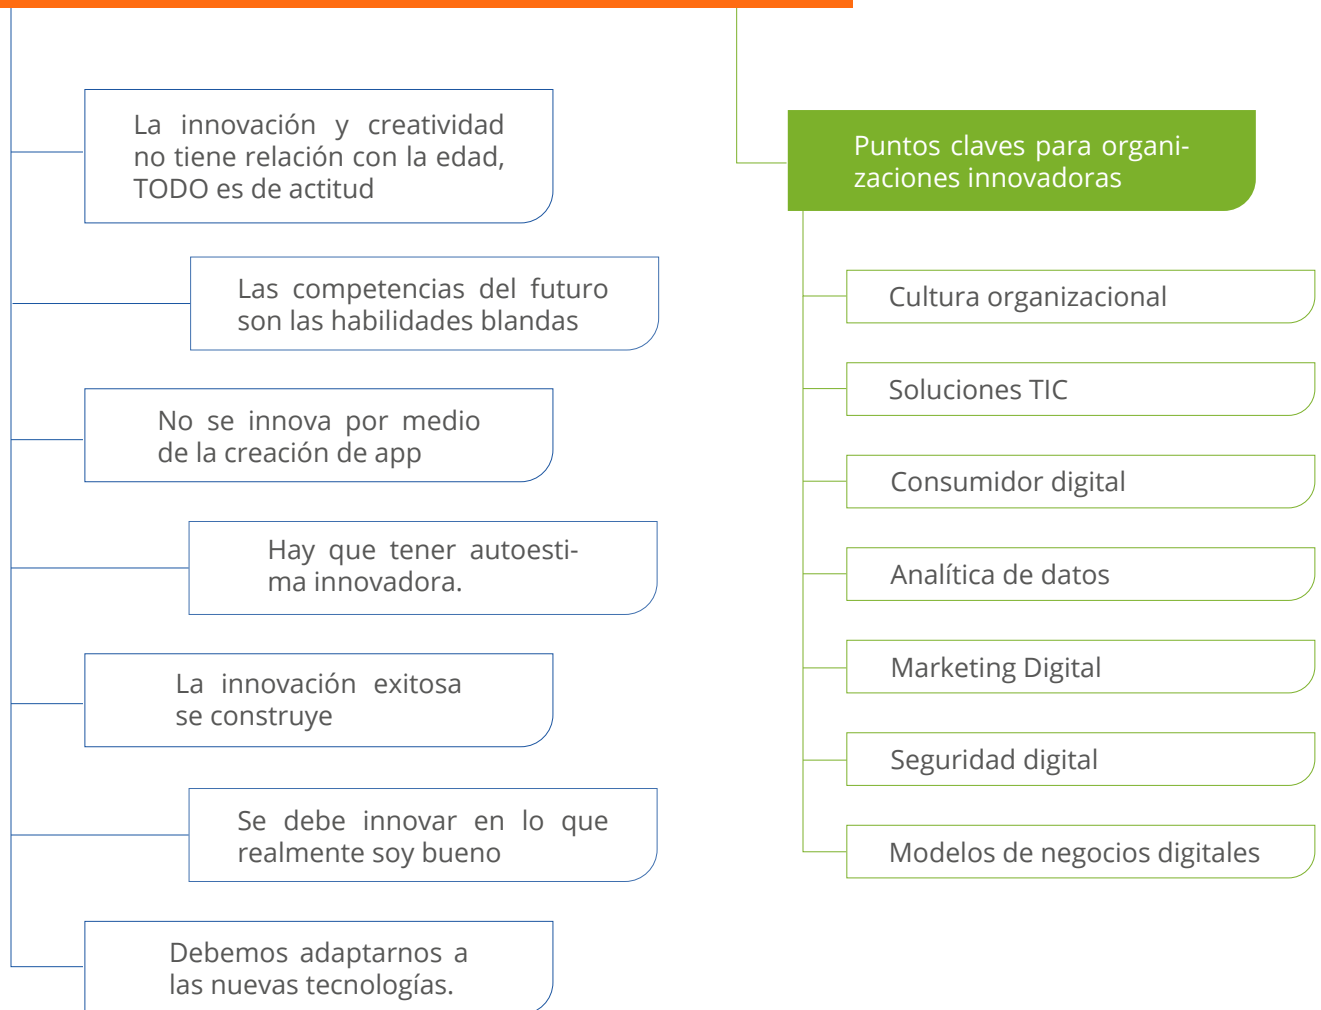 La innovación y creatividad
no tiene relación con la edad,
TODO es de actitud
Las competencias del futuro
son las habilidades blandas
No se innova por medio
de la creación de app
Hay que tener autoesti-
ma innovadora.
La innovación exitosa
se construye
Se debe innovar en lo que
realmente soy bueno
Debemos adaptarnos a
las nuevas tecnologías.
Puntos claves para organi-
zaciones innovadoras
Cultura organizacional
Soluciones TIC
Consumidor digital
Analítica de datos
Marketing Digital
Seguridad digital
Modelos de negocios digitales